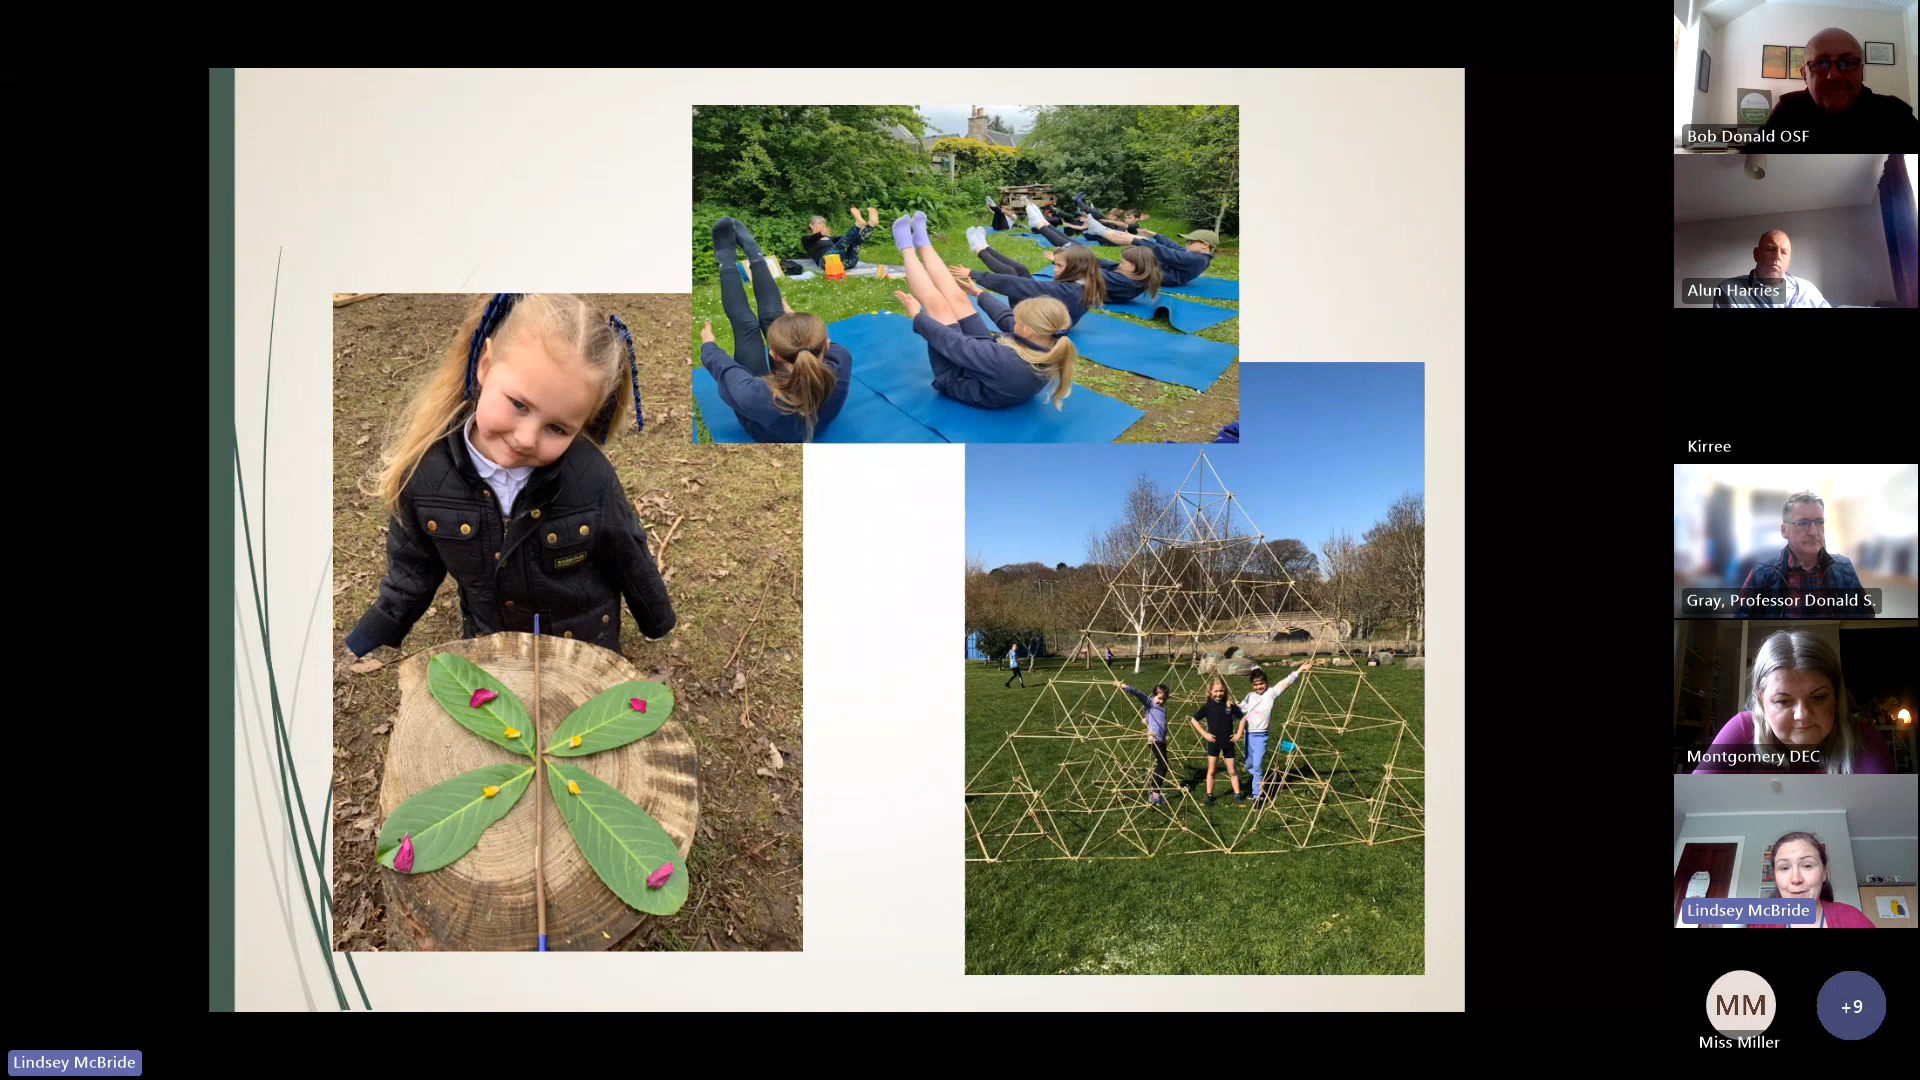 Bob Donald OSF
Alun Harries
Kirree
Gray, Professor Donald S.
Montgomery DEC
Lindsey McBride
MM
+9
Miss Miller
Lindsey McBride